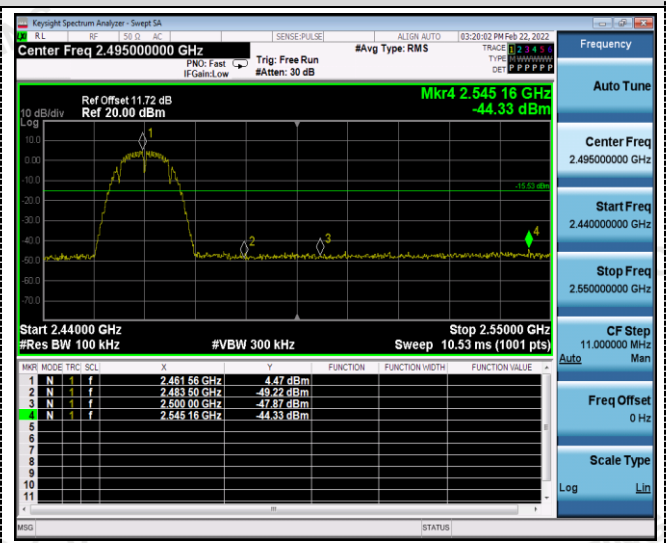 Keysight Spectrum Analyzer - Swept SA
RL RF 50 Ω AC SENSE:PULSE ALIGN AUTO 03:20:02 PM Feb 22, 2022
Center Freq 2.495000000 GHz
PNO: Fast
IFGain:Low
Trig: Free Run
#Atten: 30 dB
#Avg Type: RMS
TRACE 1 2 3 4 5 6
TYPE M W W W W W
DET P P P P P P
Ref Offset 11.72 dB
10 dB/div Ref 20.00 dBm
Log
Mkr4 2.545 16 GHz
-44.33 dBm
10.0
0.00
-10.0
-20.0
-30.0
-40.0
-50.0
-60.0
-70.0
1
2
3
4
-15.53 dBm
Start 2.44000 GHz Stop 2.55000 GHz
#Res BW 100 kHz #VBW 300 kHz Sweep 10.53 ms (1001 pts)
MKR MODE TRC SCL X Y FUNCTION FUNCTION WIDTH FUNCTION VALUE
1 N 1 f 2.461 56 GHz 4.47 dBm
2 N 1 f 2.483 50 GHz -49.22 dBm
3 N 1 f 2.500 00 GHz -47.87 dBm
4 N 1 f 2.545 16 GHz -44.33 dBm
5
6
7
8
9
10
11
MSG STATUS
Frequency
Auto Tune
Center Freq
2.495000000 GHz
Start Freq
2.440000000 GHz
Stop Freq
2.550000000 GHz
CF Step
11.000000 MHz
Auto Man
Freq Offset
0 Hz
Scale Type
Log Lin